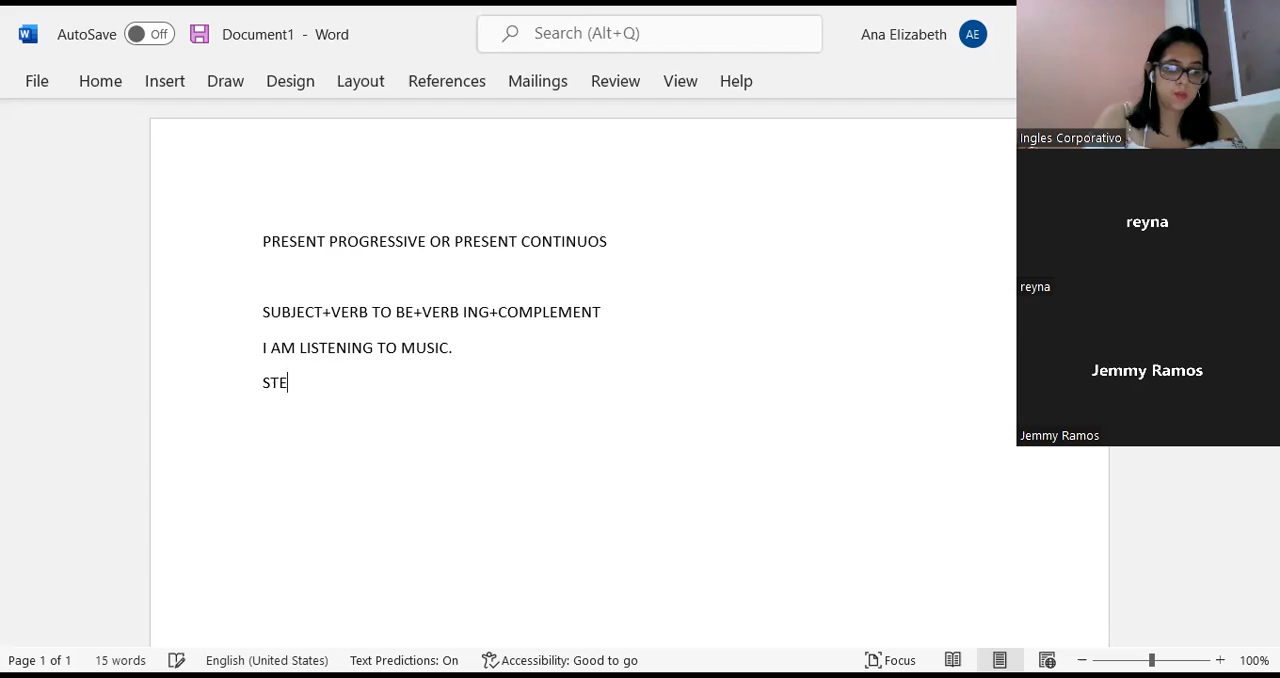 AutoSave Off Document1 - Word Search (Alt+Q) Ana Elizabeth AE
File Home Insert Draw Design Layout References Mailings Review View Help
Ingles Corporativo
reyna
reyna
Jemmy Ramos
Jemmy Ramos
PRESENT PROGRESSIVE OR PRESENT CONTINUOS
SUBJECT+VERB TO BE+VERB ING+COMPLEMENT
I AM LISTENING TO MUSIC.
STE
Page 1 of 1 15 words English (United States) Text Predictions: On Accessibility: Good to go Focus 100%